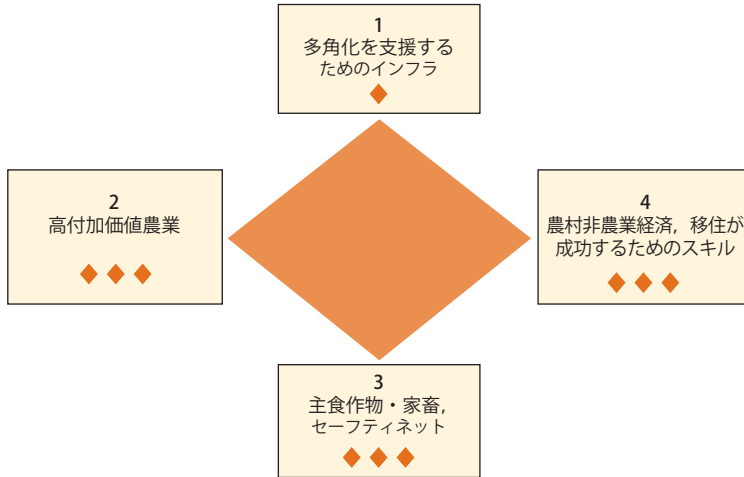 1
多角化を支援する
ためのインフラ
♦
2
高付加価値農業
♦ ♦ ♦
4
農村非農業経済，移住が
成功するためのスキル
♦ ♦ ♦
3
主食作物・家畜，
セーフティネット
♦ ♦ ♦